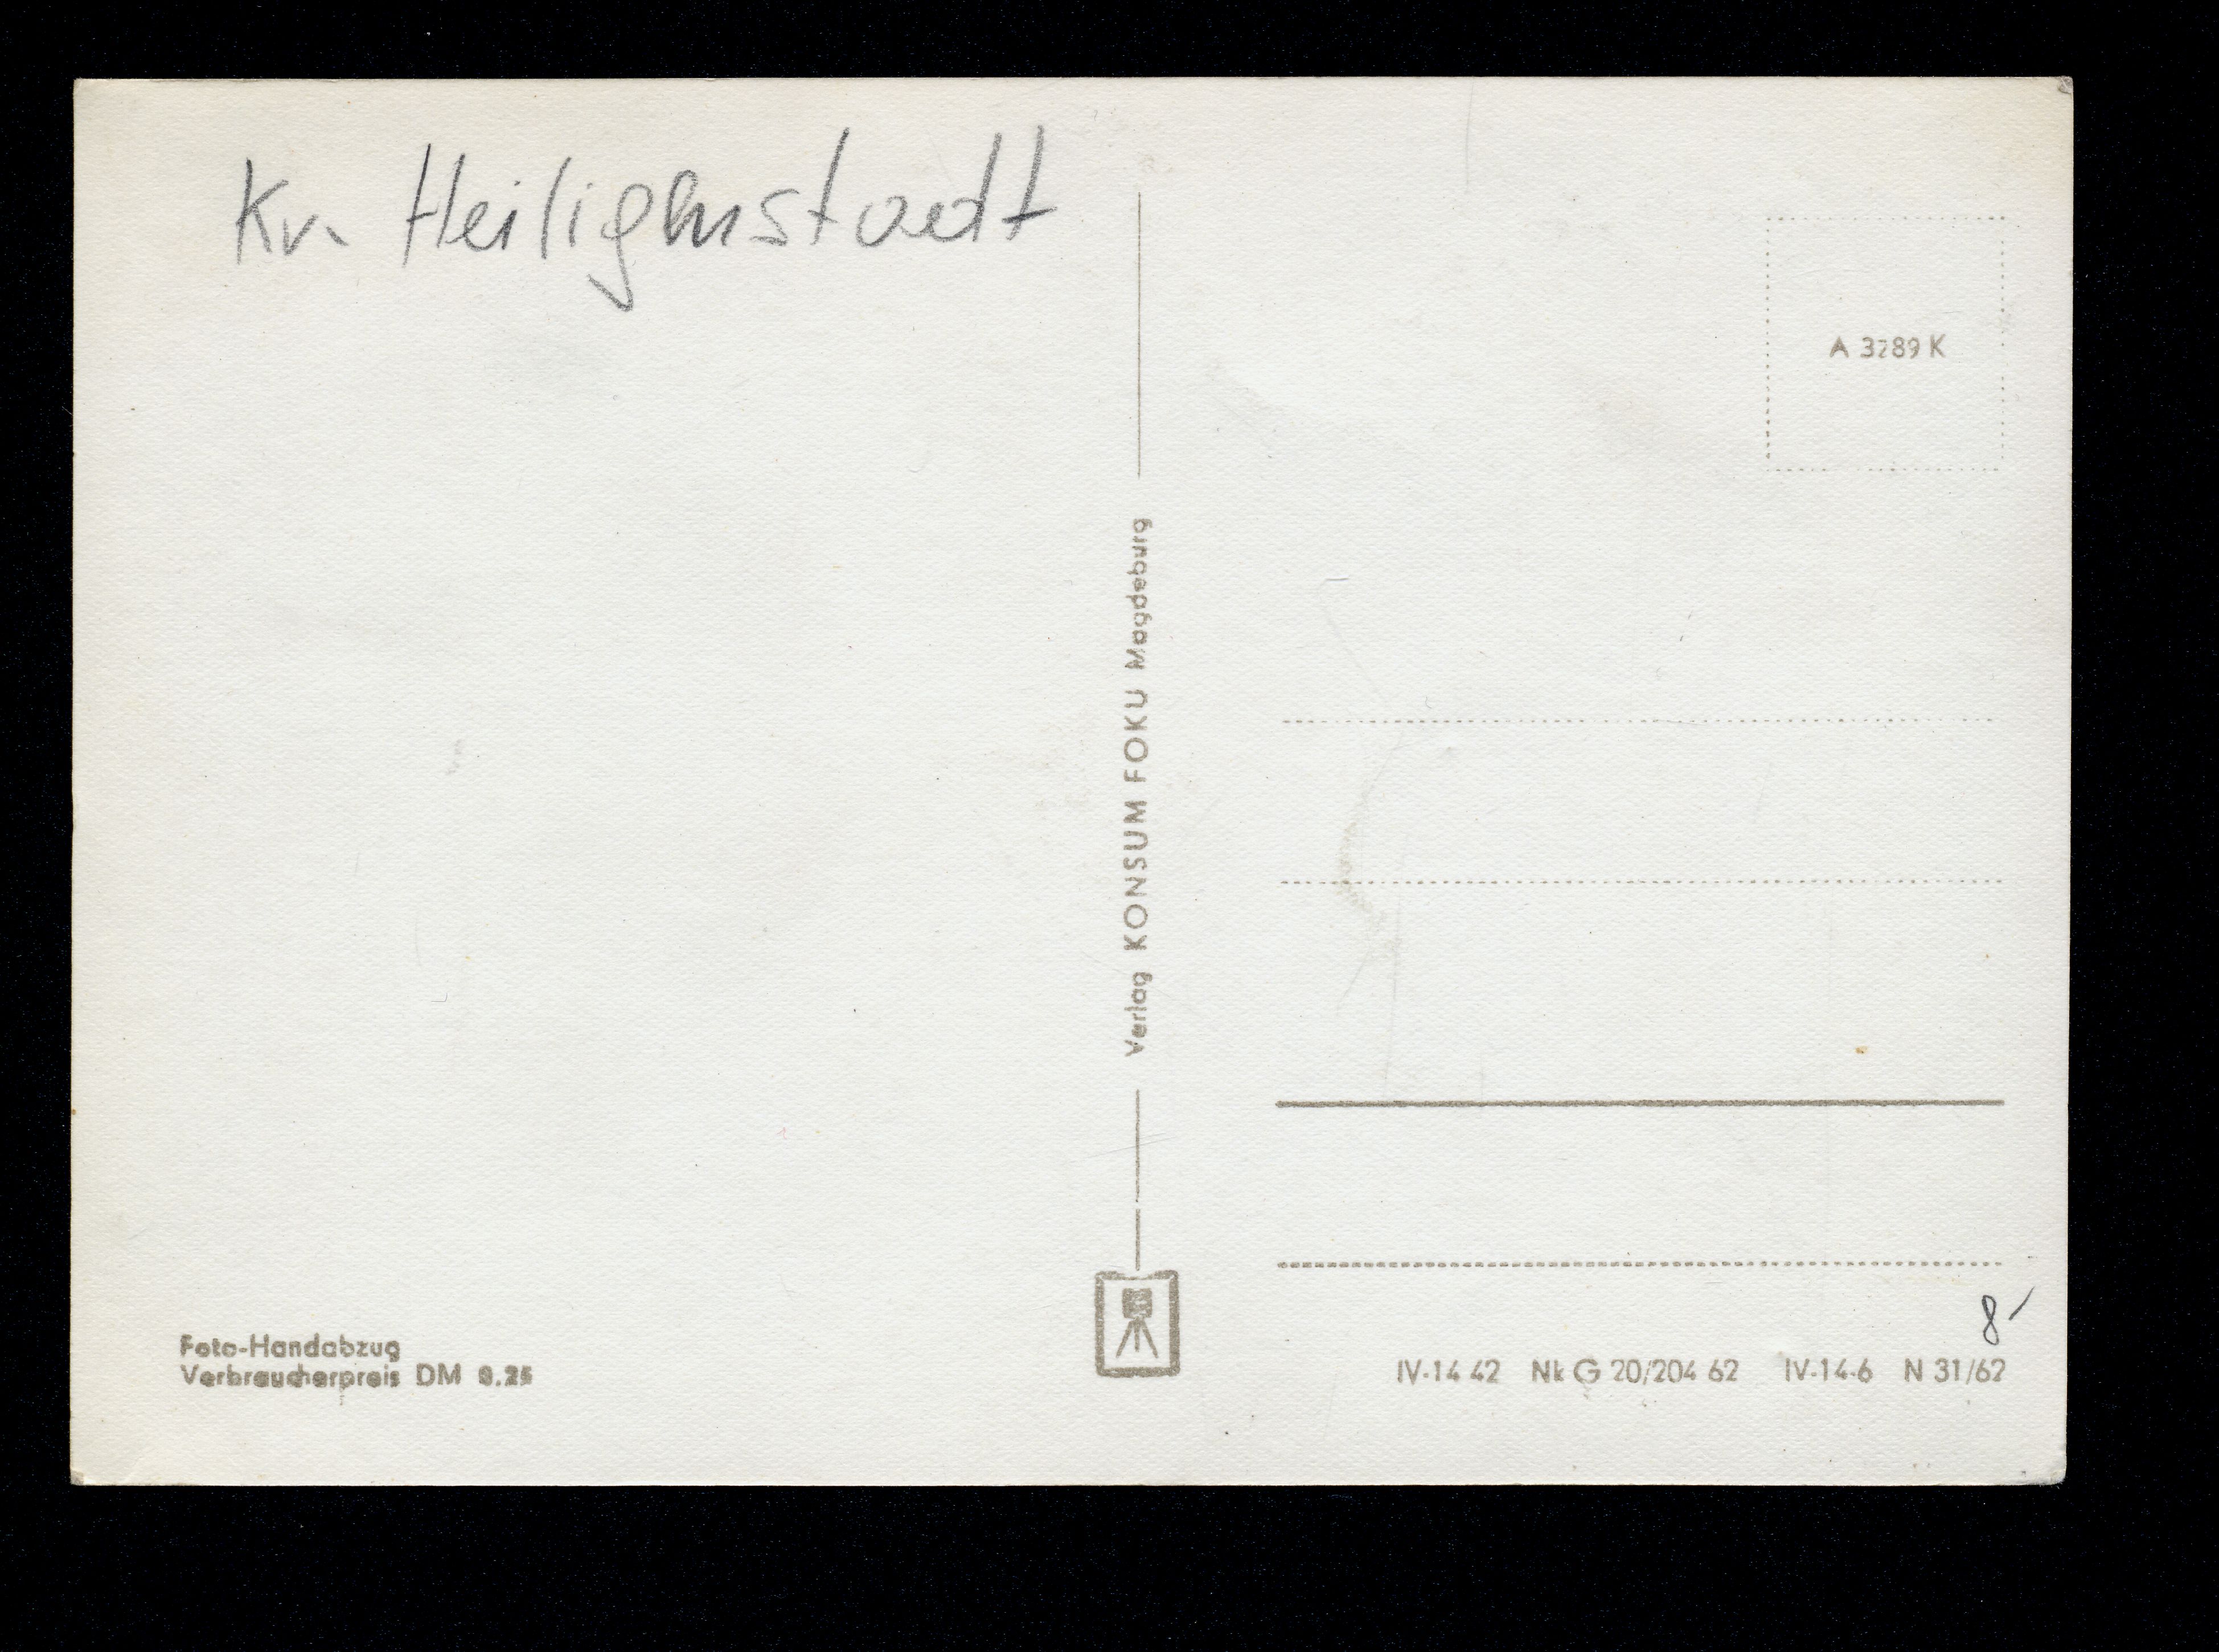 Kr. Heiligenstadt
A 3289 K
Verlag KONSUM FOKU Magdeburg
8
Foto-Handabzug
Verbraucherpreis DM 0.25
IV-14 42 Nk G 20/204 62 IV-14-6 N 31/62